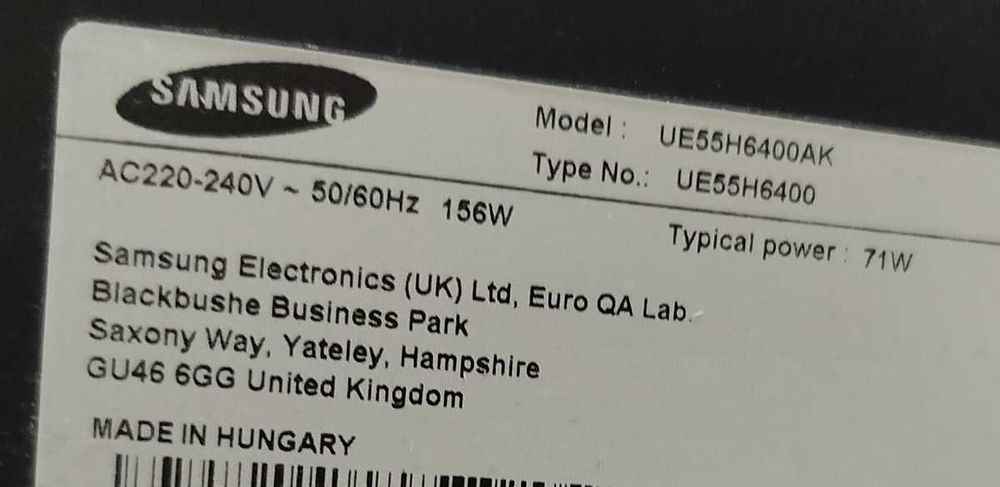 SAMSUNG
Model : UE55H6400AK
Type No.: UE55H6400
AC220-240V ~ 50/60Hz 156W
Typical power : 71W
Samsung Electronics (UK) Ltd, Euro QA Lab.
Blackbushe Business Park
Saxony Way, Yateley, Hampshire
GU46 6GG United Kingdom
MADE IN HUNGARY